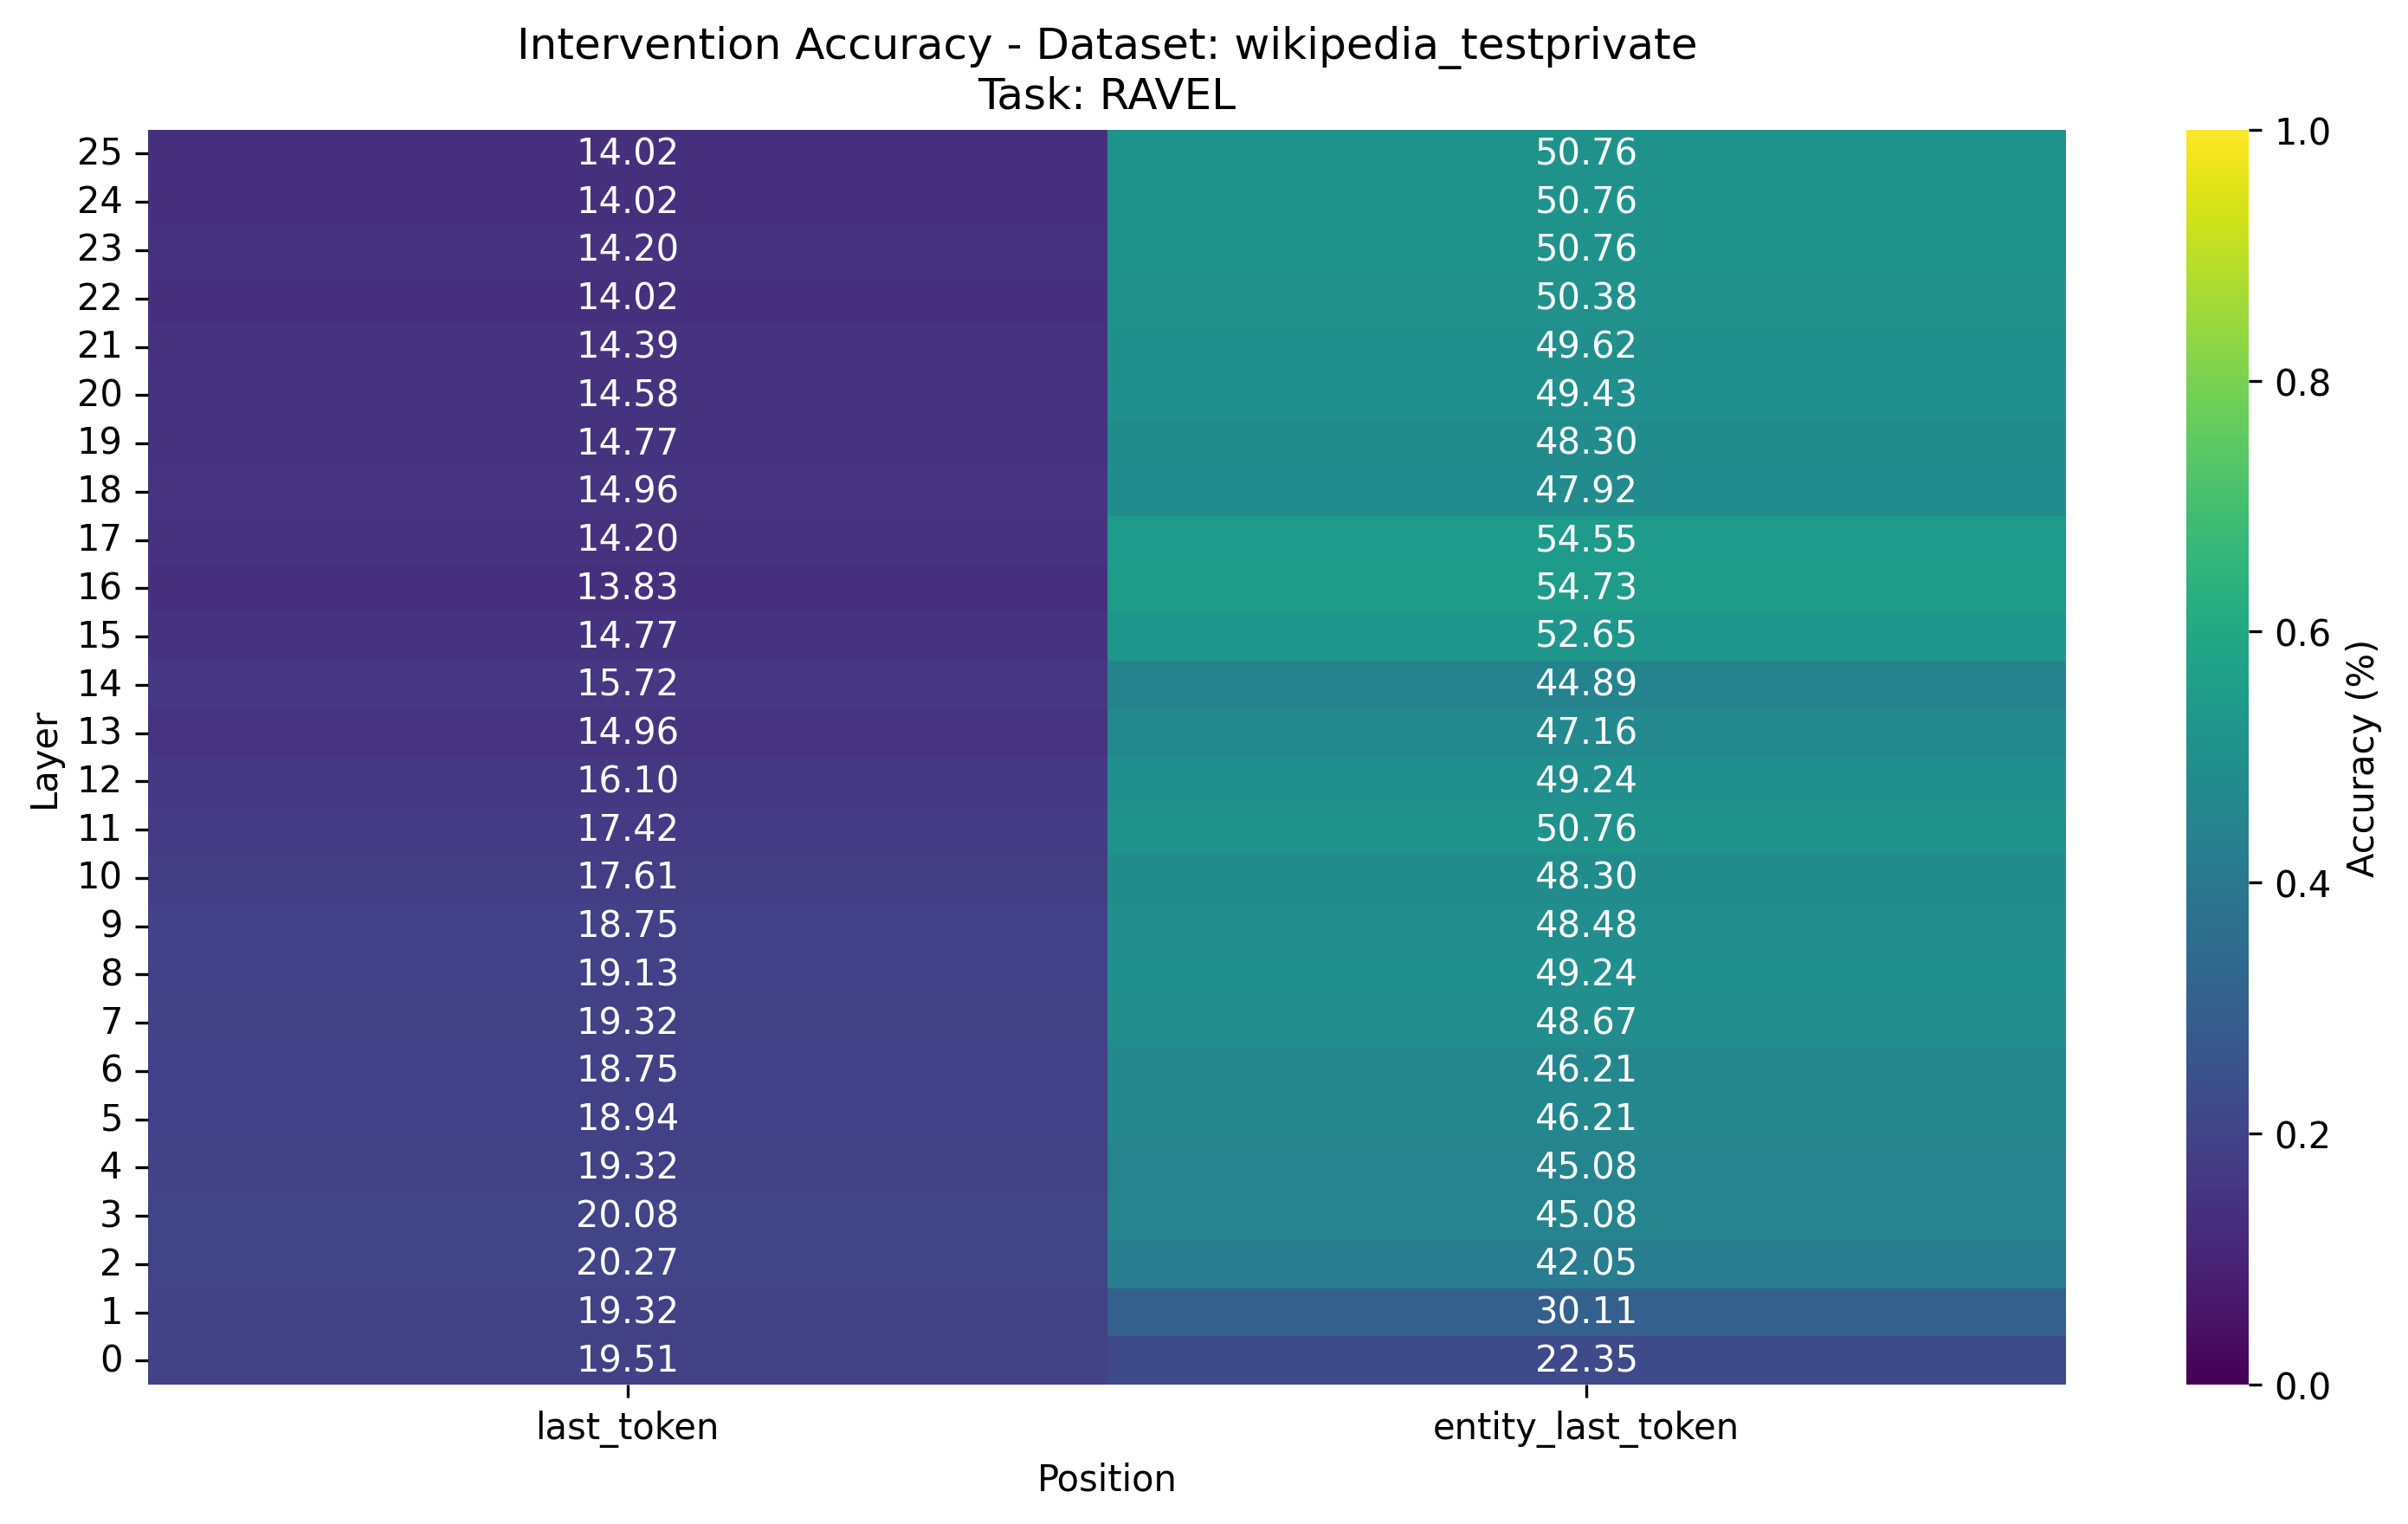 Intervention Accuracy - Dataset: wikipedia_testprivate
Task: RAVEL
25 14.02 50.76
24 14.02 50.76
23 14.20 50.76
22 14.02 50.38
21 14.39 49.62
20 14.58 49.43
19 14.77 48.30
18 14.96 47.92
17 14.20 54.55
16 13.83 54.73
15 14.77 52.65
14 15.72 44.89
13 14.96 47.16
12 16.10 49.24
11 17.42 50.76
10 17.61 48.30
9 18.75 48.48
8 19.13 49.24
7 19.32 48.67
6 18.75 46.21
5 18.94 46.21
4 19.32 45.08
3 20.08 45.08
2 20.27 42.05
1 19.32 30.11
0 19.51 22.35
last_token entity_last_token
Position
Layer
1.0
0.8
0.6
0.4
0.2
0.0
Accuracy (%)